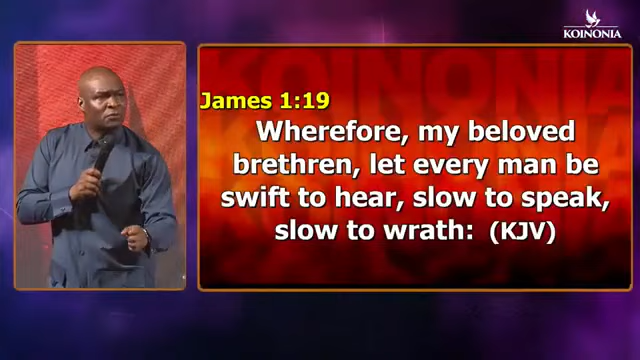 KOINONIA
KOINONIA
James 1:19
Wherefore, my beloved
brethren, let every man be
swift to hear, slow to speak,
slow to wrath: (KJV)